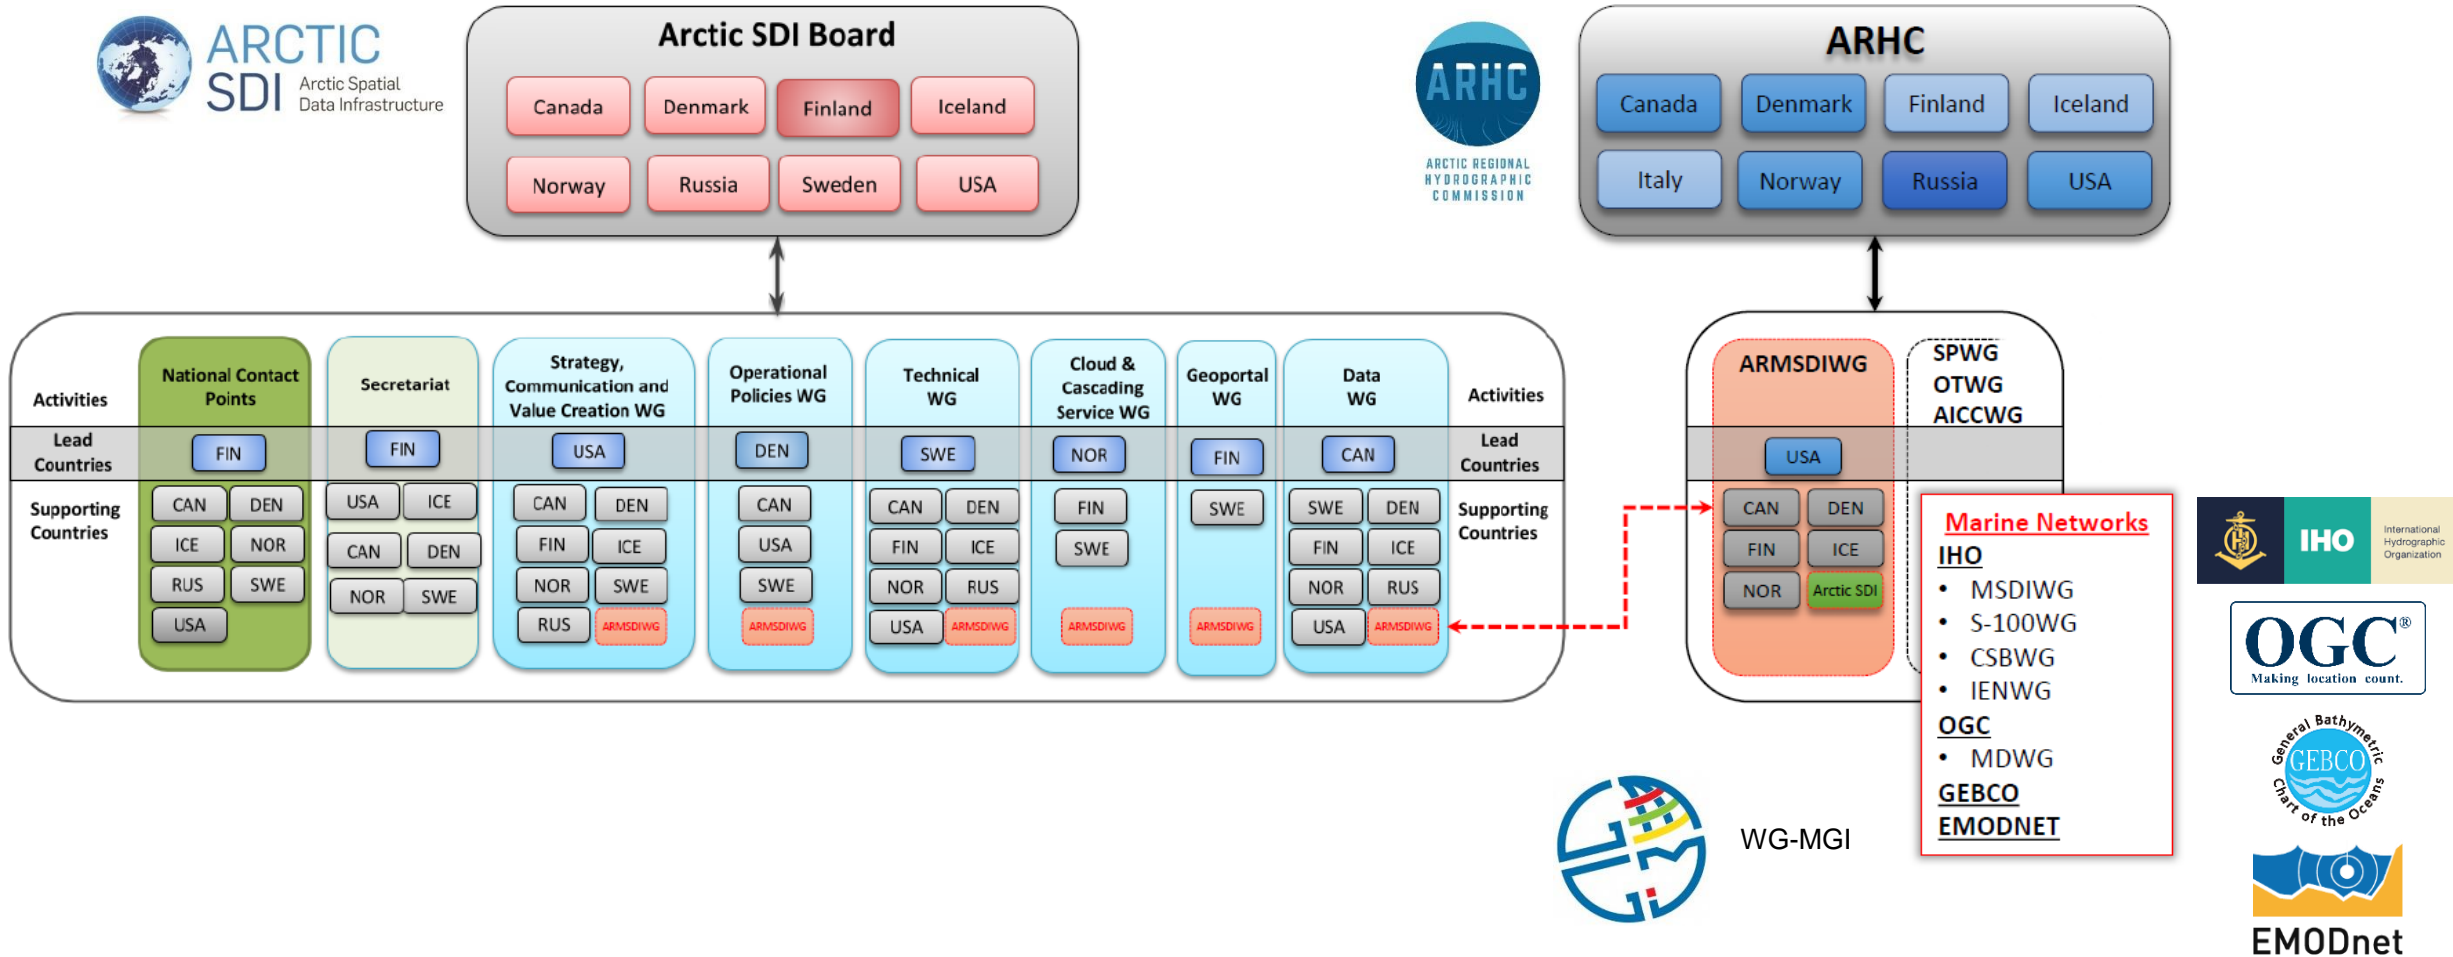 ARCTIC
SDI
Arctic Spatial
Data Infrastructure
Arctic SDI Board
Canada
Denmark
Finland
Iceland
Norway
Russia
Sweden
USA
ARHC
ARCTIC REGIONAL
HYDROGRAPHIC
COMMISSION
ARHC
Canada
Denmark
Finland
Iceland
Italy
Norway
Russia
USA
Activities
Lead
Countries
Supporting
Countries
National Contact
Points
FIN
CAN
DEN
ICE
NOR
RUS
SWE
USA
Secretariat
FIN
USA
ICE
CAN
DEN
NOR
SWE
Strategy,
Communication and
Value Creation WG
USA
CAN
DEN
FIN
ICE
NOR
SWE
RUS
ARMSDIWG
Operational
Policies WG
DEN
CAN
USA
SWE
ARMSDIWG
Technical
WG
SWE
CAN
DEN
FIN
ICE
NOR
RUS
USA
ARMSDIWG
Cloud &
Cascading
Service WG
NOR
FIN
SWE
ARMSDIWG
Geoportal
WG
FIN
SWE
ARMSDIWG
Data
WG
CAN
SWE
DEN
FIN
ICE
NOR
RUS
USA
ARMSDIWG
Activities
Lead
Countries
Supporting
Countries
ARMSDIWG
USA
CAN
DEN
FIN
ICE
NOR
Arctic SDI
SPWG
OTWG
AICCWG
Marine Networks
IHO
• MSDIWG
• S-100WG
• CSBWG
• IENWG
OGC
• MDWG
GEBCO
EMODNET
WG-MGI
IHO
International
Hydrographic
Organization
OGC®
Making location count.
General Bathymetric
GEBCO
Chart of the Oceans
EMODnet